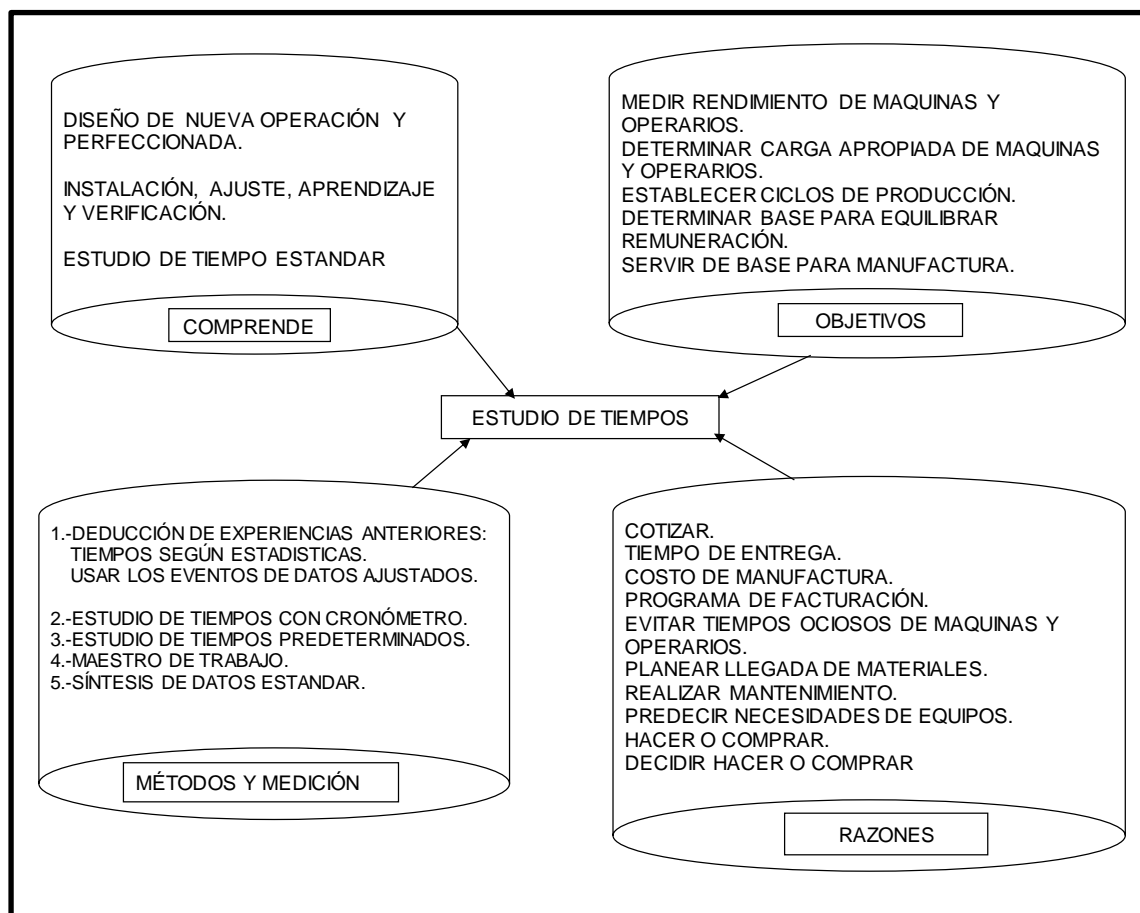 DISEÑO DE NUEVA OPERACIÓN Y
PERFECCIONADA.
INSTALACIÓN, AJUSTE, APRENDIZAJE
Y VERIFICACIÓN.
ESTUDIO DE TIEMPO ESTANDAR
COMPRENDE
MEDIR RENDIMIENTO DE MAQUINAS Y
OPERARIOS.
DETERMINAR CARGA APROPIADA DE MAQUINAS
Y OPERARIOS.
ESTABLECER CICLOS DE PRODUCCIÓN.
DETERMINAR BASE PARA EQUILIBRAR
REMUNERACIÓN.
SERVIR DE BASE PARA MANUFACTURA.
OBJETIVOS
ESTUDIO DE TIEMPOS
1.-DEDUCCIÓN DE EXPERIENCIAS ANTERIORES:
TIEMPOS SEGÚN ESTADISTICAS.
USAR LOS EVENTOS DE DATOS AJUSTADOS.
2.-ESTUDIO DE TIEMPOS CON CRONÓMETRO.
3.-ESTUDIO DE TIEMPOS PREDETERMINADOS.
4.-MAESTRO DE TRABAJO.
5.-SÍNTESIS DE DATOS ESTANDAR.
MÉTODOS Y MEDICIÓN
COTIZAR.
TIEMPO DE ENTREGA.
COSTO DE MANUFACTURA.
PROGRAMA DE FACTURACIÓN.
EVITAR TIEMPOS OCIOSOS DE MAQUINAS Y
OPERARIOS.
PLANEAR LLEGADA DE MATERIALES.
REALIZAR MANTENIMIENTO.
PREDECIR NECESIDADES DE EQUIPOS.
HACER O COMPRAR.
DECIDIR HACER O COMPRAR
RAZONES